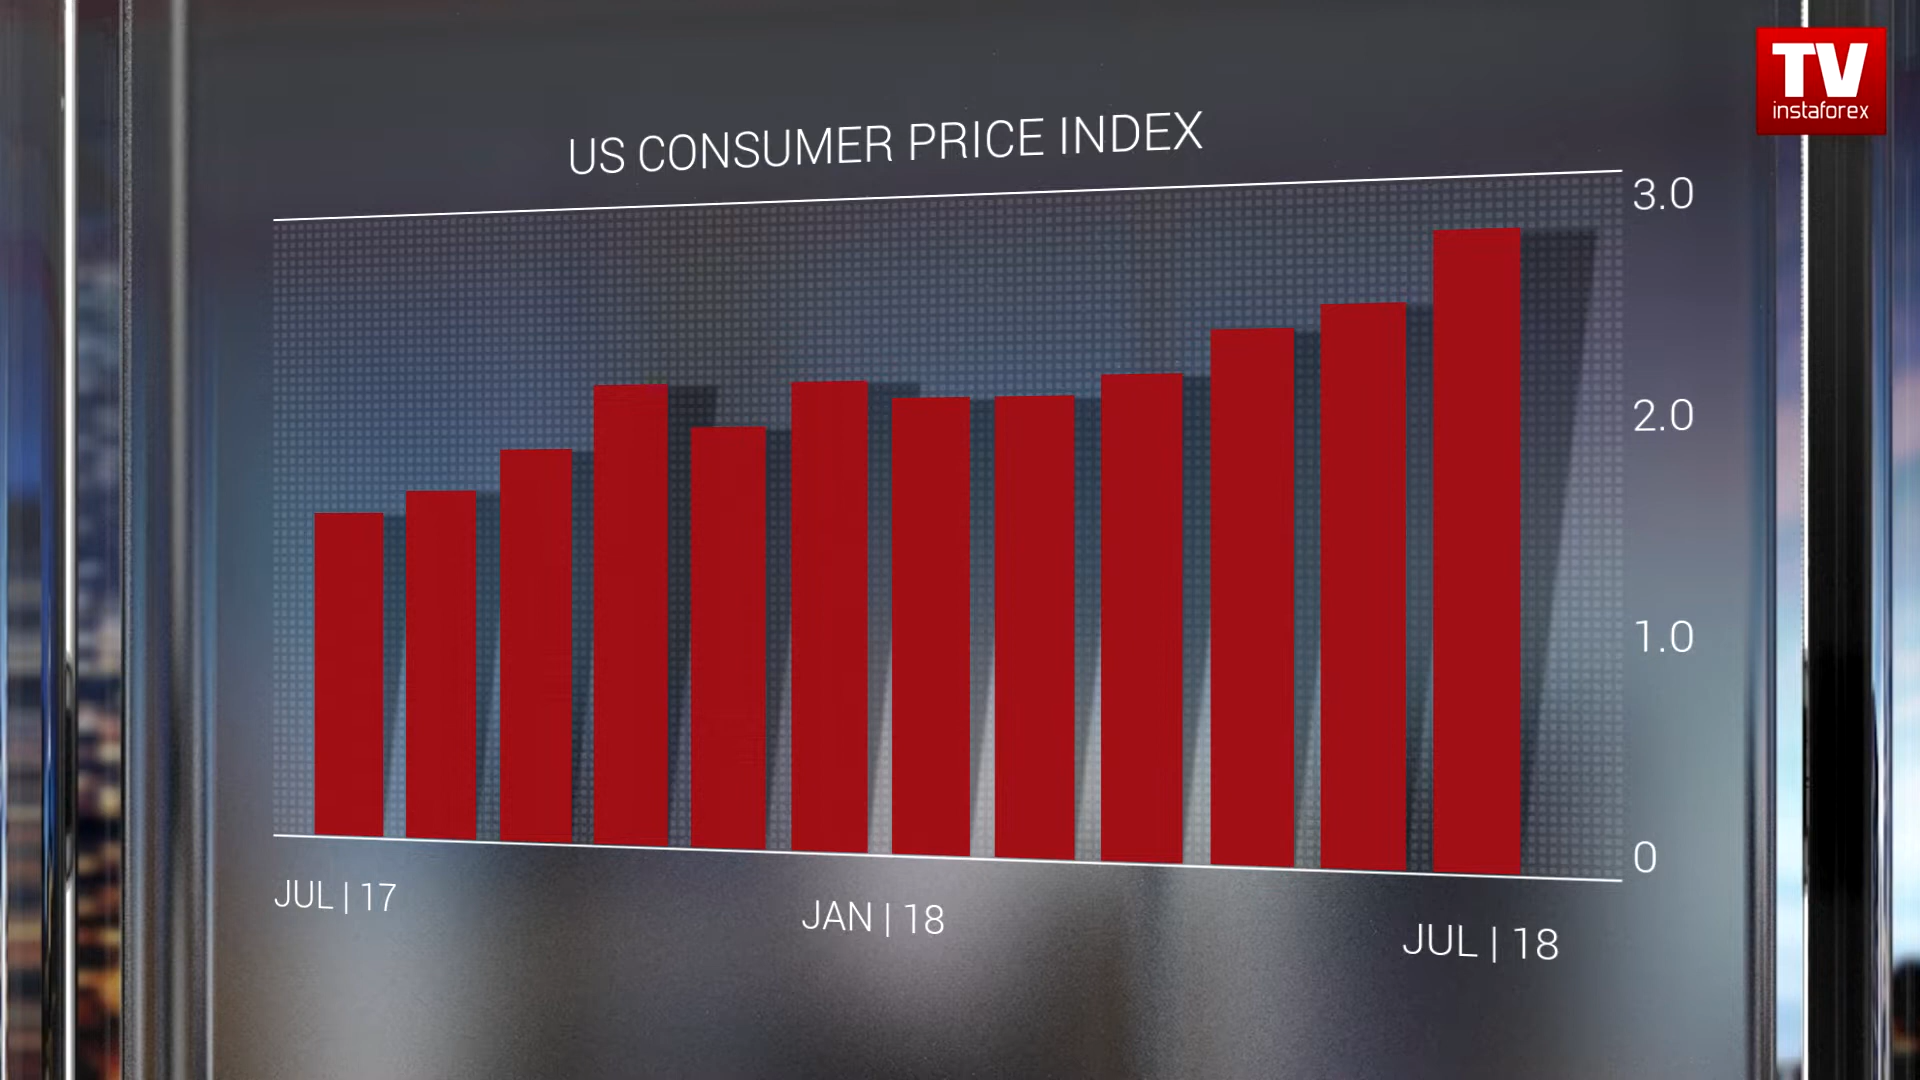 TV
instaforex
US CONSUMER PRICE INDEX
3.0
2.0
1.0
0
JUL | 17
JAN | 18
JUL | 18